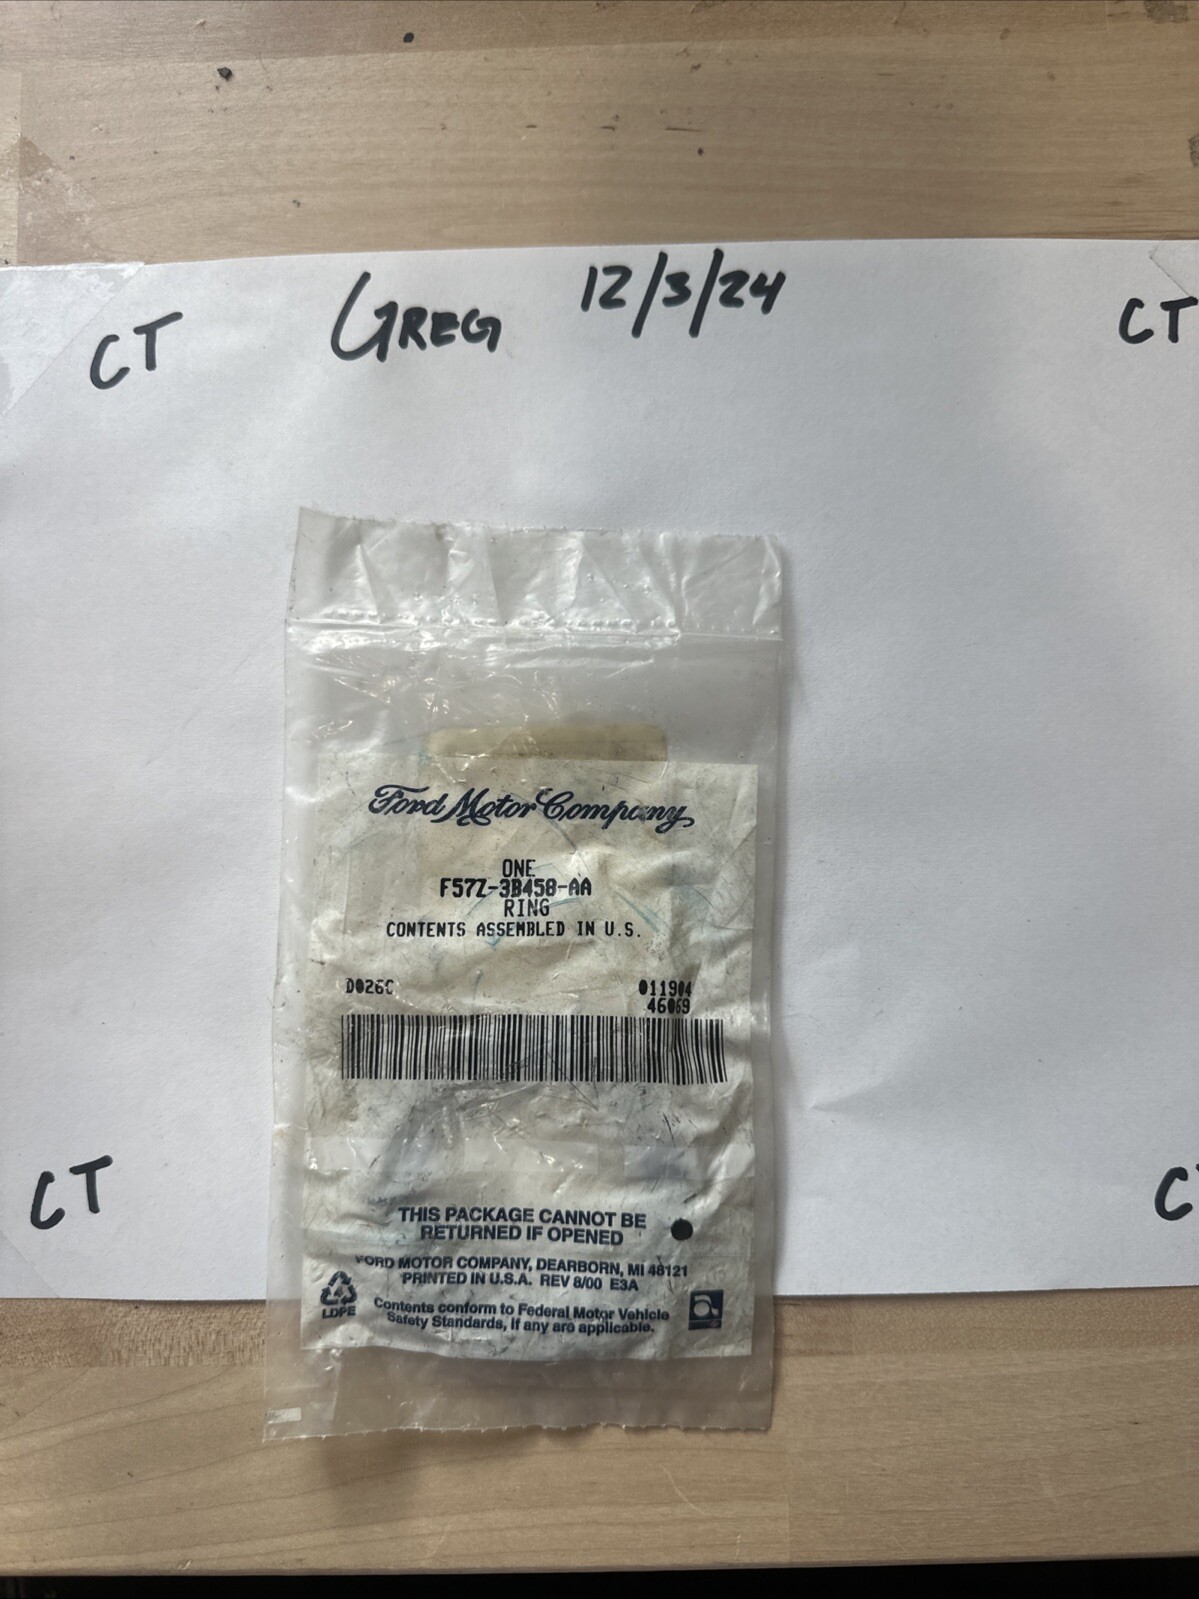 GREG 12/3/24
CT CT
Ford Motor Company
ONE
F57Z-3B458-AA
RING
CONTENTS ASSEMBLED IN U.S.
D026C 011904
46069
CT
THIS PACKAGE CANNOT BE
RETURNED IF OPENED
FORD MOTOR COMPANY, DEARBORN, MI 48121
PRINTED IN U.S.A. REV 8/00 E3A
LDPE
Contents conform to Federal Motor Vehicle
Safety Standards, if any are applicable.